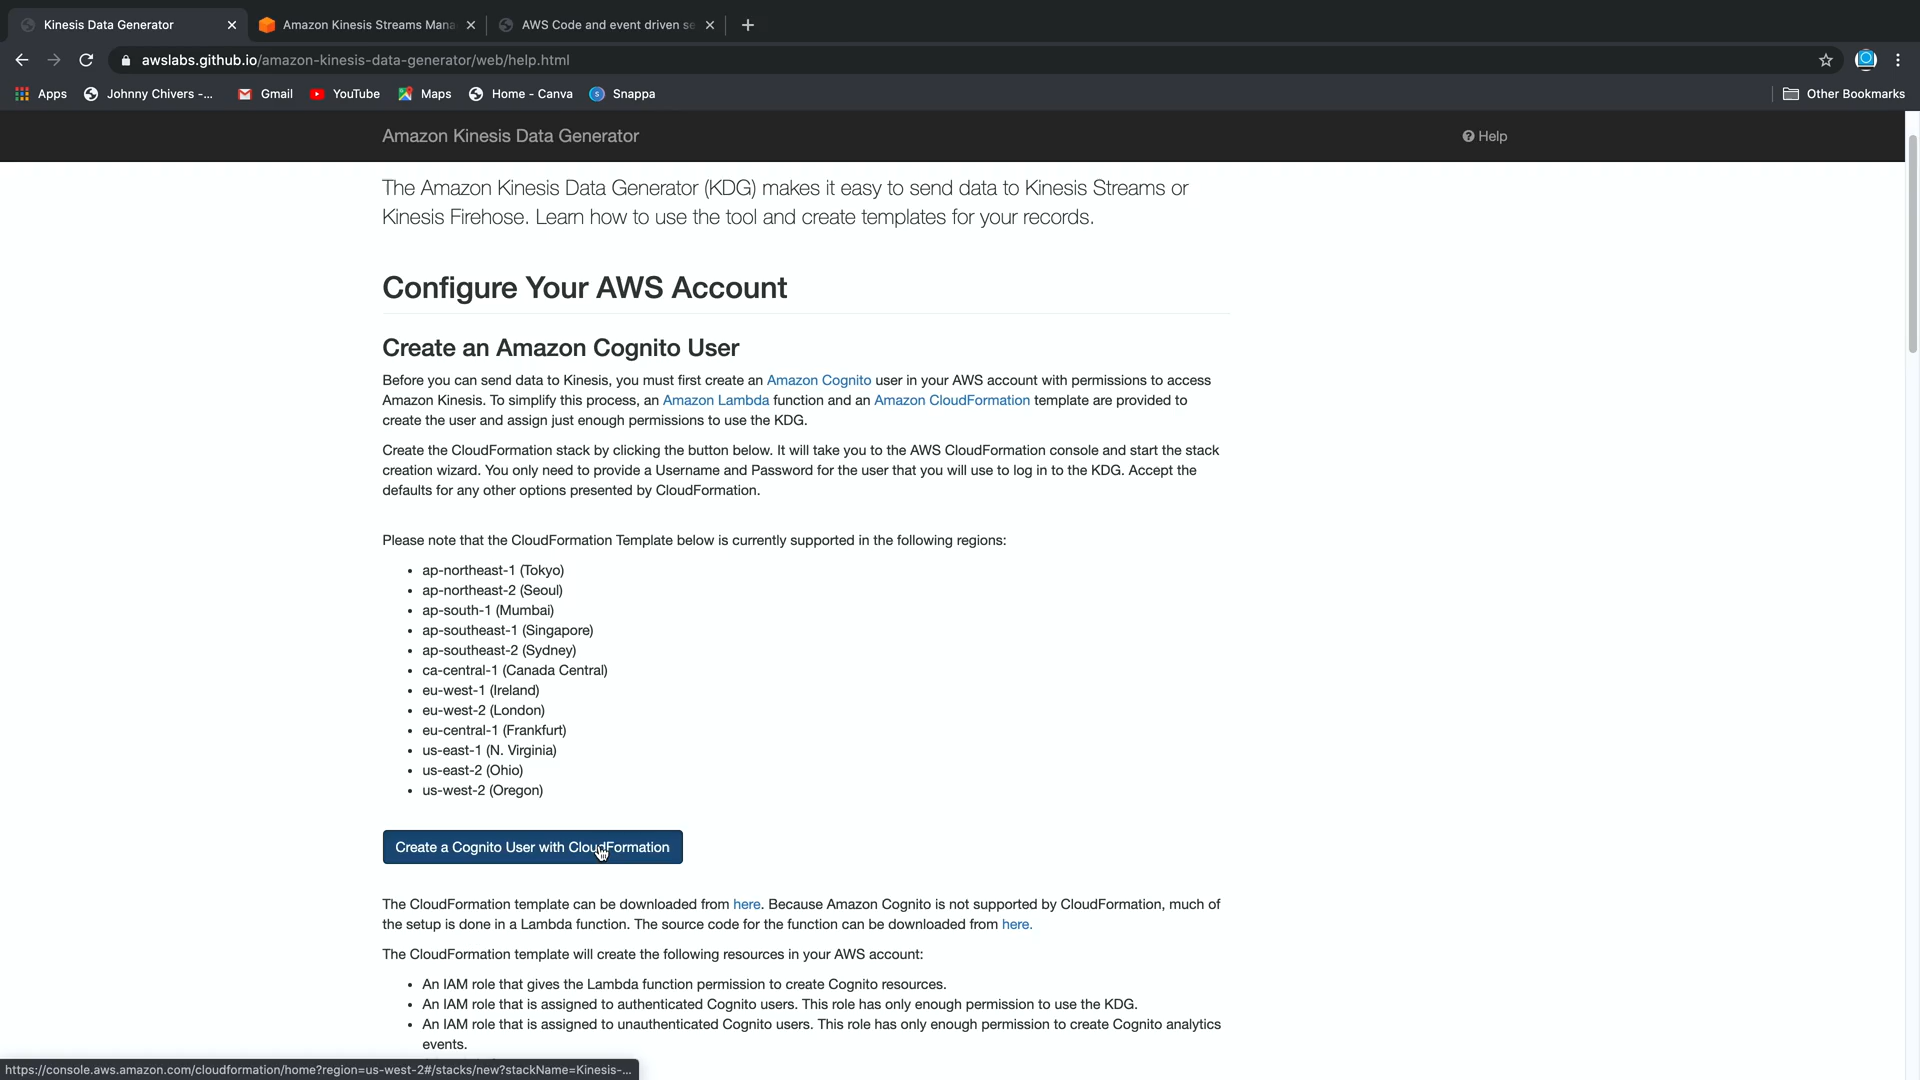 Kinesis Data Generator
Amazon Kinesis Streams Mana
AWS Code and event driven se
awslabs.github.io/amazon-kinesis-data-generator/web/help.html
Apps
Johnny Chivers -...
Gmail
YouTube
Maps
Home - Canva
Snappa
Other Bookmarks
Amazon Kinesis Data Generator
Help
The Amazon Kinesis Data Generator (KDG) makes it easy to send data to Kinesis Streams or
Kinesis Firehose. Learn how to use the tool and create templates for your records.
Configure Your AWS Account
Create an Amazon Cognito User
Before you can send data to Kinesis, you must first create an Amazon Cognito user in your AWS account with permissions to access
Amazon Kinesis. To simplify this process, an Amazon Lambda function and an Amazon CloudFormation template are provided to
create the user and assign just enough permissions to use the KDG.
Create the CloudFormation stack by clicking the button below. It will take you to the AWS CloudFormation console and start the stack
creation wizard. You only need to provide a Username and Password for the user that you will use to log in to the KDG. Accept the
defaults for any other options presented by CloudFormation.
Please note that the CloudFormation Template below is currently supported in the following regions:
• ap-northeast-1 (Tokyo)
• ap-northeast-2 (Seoul)
• ap-south-1 (Mumbai)
• ap-southeast-1 (Singapore)
• ap-southeast-2 (Sydney)
• ca-central-1 (Canada Central)
• eu-west-1 (Ireland)
• eu-west-2 (London)
• eu-central-1 (Frankfurt)
• us-east-1 (N. Virginia)
• us-east-2 (Ohio)
• us-west-2 (Oregon)
Create a Cognito User with CloudFormation
The CloudFormation template can be downloaded from here. Because Amazon Cognito is not supported by CloudFormation, much of
the setup is done in a Lambda function. The source code for the function can be downloaded from here.
The CloudFormation template will create the following resources in your AWS account:
• An IAM role that gives the Lambda function permission to create Cognito resources.
• An IAM role that is assigned to authenticated Cognito users. This role has only enough permission to use the KDG.
• An IAM role that is assigned to unauthenticated Cognito users. This role has only enough permission to create Cognito analytics
events.
https://console.aws.amazon.com/cloudformation/home?region=us-west-2#/stacks/new?stackName=Kinesis-...